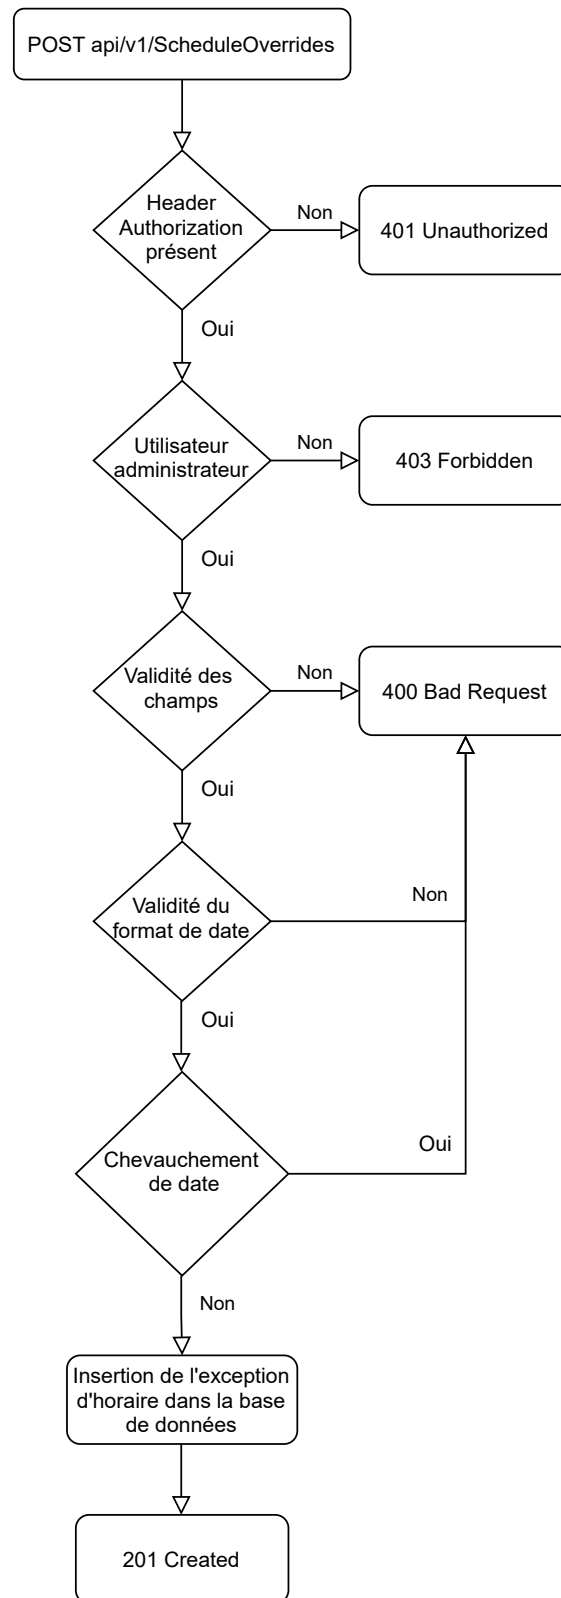 POST api/v1/ScheduleOverrides
Header
Authorization
présent
Non
401 Unauthorized
Oui
Utilisateur
administrateur
Non
403 Forbidden
Oui
Validité des
champs
Non
400 Bad Request
Oui
Validité du
format de date
Non
Oui
Chevauchement
de date
Oui
Non
Insertion de l'exception
d'horaire dans la base
de données
201 Created